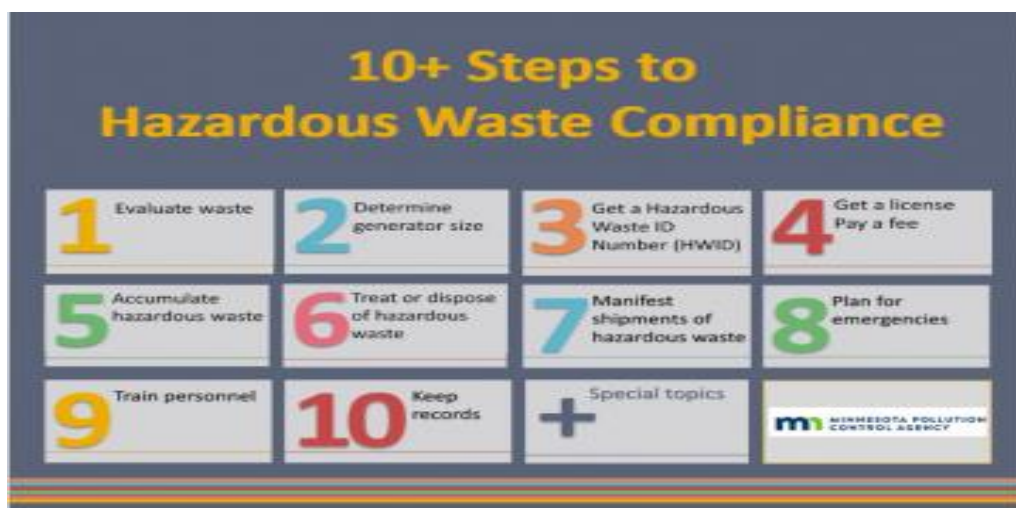 10+ Steps to
Hazardous Waste Compliance
1 Evaluate waste
2 Determine
generator size
3 Get a Hazardous
Waste ID
Number (HWID)
4 Get a license
Pay a fee
5 Accumulate
hazardous waste
6 Treat or dispose
of hazardous
waste
7 Manifest
shipments of
hazardous waste
8 Plan for
emergencies
9 Train personnel
10 Keep
records
+ Special topics
mn MINNESOTA POLLUTION
CONTROL AGENCY